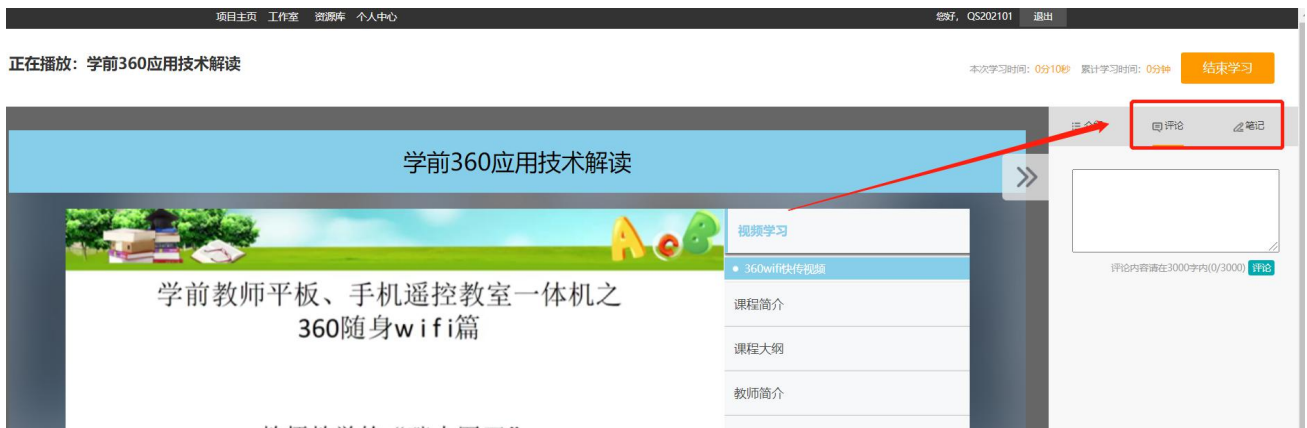 项目主页 工作室 资源库 个人中心 您好, QS202101 退出
正在播放：学前360应用技术解读
本次学习时间：0分10秒 累计学习时间：0分钟 结束学习
评论 笔记
学前360应用技术解读
视频学习
360wifi快传视频
学前教师平板、手机遥控教室一体机之
360随身wifi篇
课程简介
课程大纲
教师简介
评论内容请在3000字内(0/3000) 评论